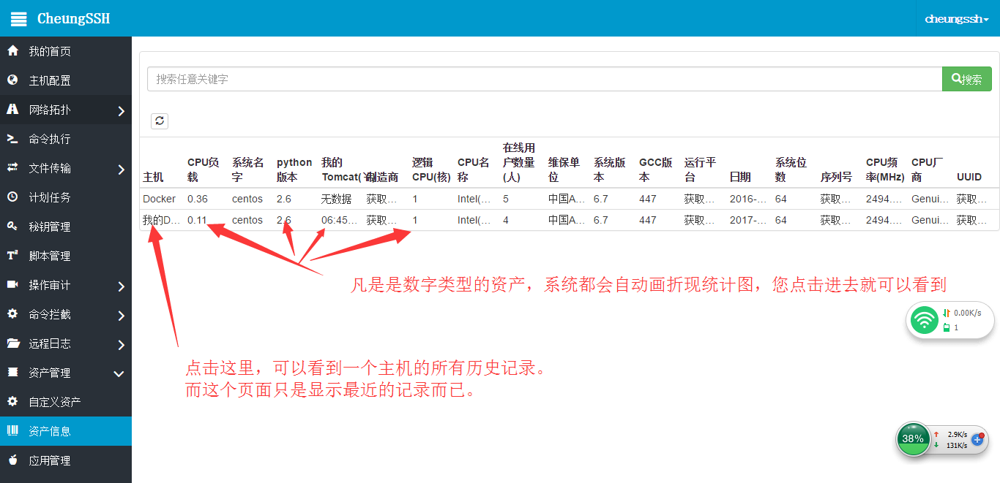 CheungSSH
cheungssh
我的首页
主机配置
网络拓扑
命令执行
文件传输
计划任务
秘钥管理
脚本管理
操作审计
命令拦截
远程日志
资产管理
自定义资产
资产信息
应用管理
搜索任意关键字
搜索
主机 CPU负载 系统名字 python版本 我的Tomcat( 制造商 逻辑CPU(核) CPU名称 在线用户数量(人) 维保单位 系统版本 GCC版本 运行平台 日期 系统位数 序列号 CPU频率(MHz) CPU厂商 UUID
Docker 0.36 centos 2.6 无数据 获取... 1 Intel(... 5 中国A... 6.7 447 获取... 2016-... 64 获取... 2494.... Genui... 获取...
我的D... 0.11 centos 2.6 06:45... 获取... 1 Intel(... 4 中国A... 6.7 447 获取... 2017-... 64 获取... 2494.... Genui... 获取...
凡是是数字类型的资产，系统都会自动画折现统计图，您点击进去就可以看到
0.00K/s
1
点击这里，可以看到一个主机的所有历史记录。
而这个页面只是显示最近的记录而已。
38%
2.9K/s
131K/s